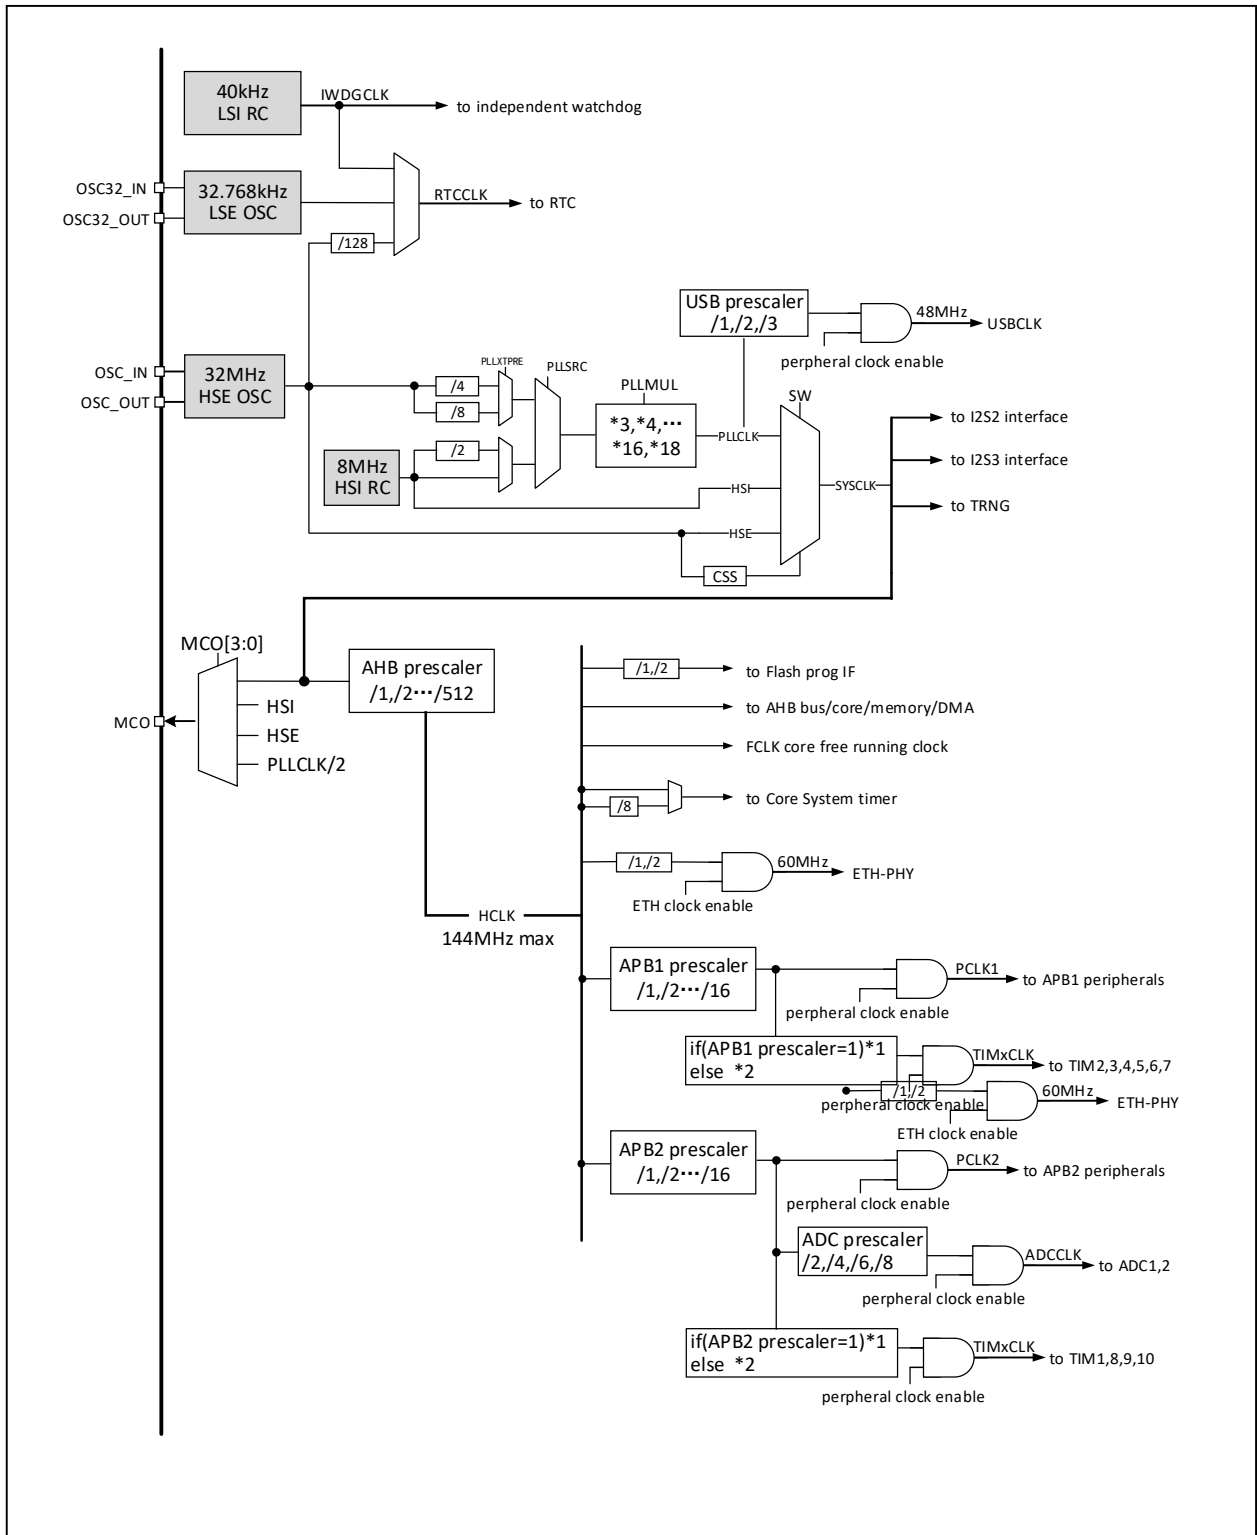 40kHz
LSI RC
IWDGCLK
to independent watchdog
OSC32_IN
OSC32_OUT
32.768kHz
LSE OSC
RTCCLK
to RTC
/128
USB prescaler
/1,/2,/3
48MHz
USBCLK
perpheral clock enable
OSC_IN
OSC_OUT
32MHz
HSE OSC
PLLXTPRE
PLLSRC
/4
/8
PLLMUL
*3,*4,···
*16,*18
PLLCLK
SW
to I2S2 interface
to I2S3 interface
to TRNG
/2
8MHz
HSI RC
HSI
SYSCLK
HSE
CSS
MCO[3:0]
MCO
HSI
HSE
PLLCLK/2
AHB prescaler
/1,/2···/512
/1,/2
to Flash prog IF
to AHB bus/core/memory/DMA
FCLK core free running clock
/8
to Core System timer
/1,/2
60MHz
ETH-PHY
ETH clock enable
HCLK
144MHz max
APB1 prescaler
/1,/2···/16
PCLK1
to APB1 peripherals
perpheral clock enable
if(APB1 prescaler=1)*1
else *2
TIMxCLK
to TIM2,3,4,5,6,7
/1,/2
perpheral clock enable
60MHz
ETH-PHY
ETH clock enable
APB2 prescaler
/1,/2···/16
PCLK2
to APB2 peripherals
perpheral clock enable
ADC prescaler
/2,/4,/6,/8
ADCCLK
to ADC1,2
perpheral clock enable
if(APB2 prescaler=1)*1
else *2
TIMxCLK
to TIM1,8,9,10
perpheral clock enable